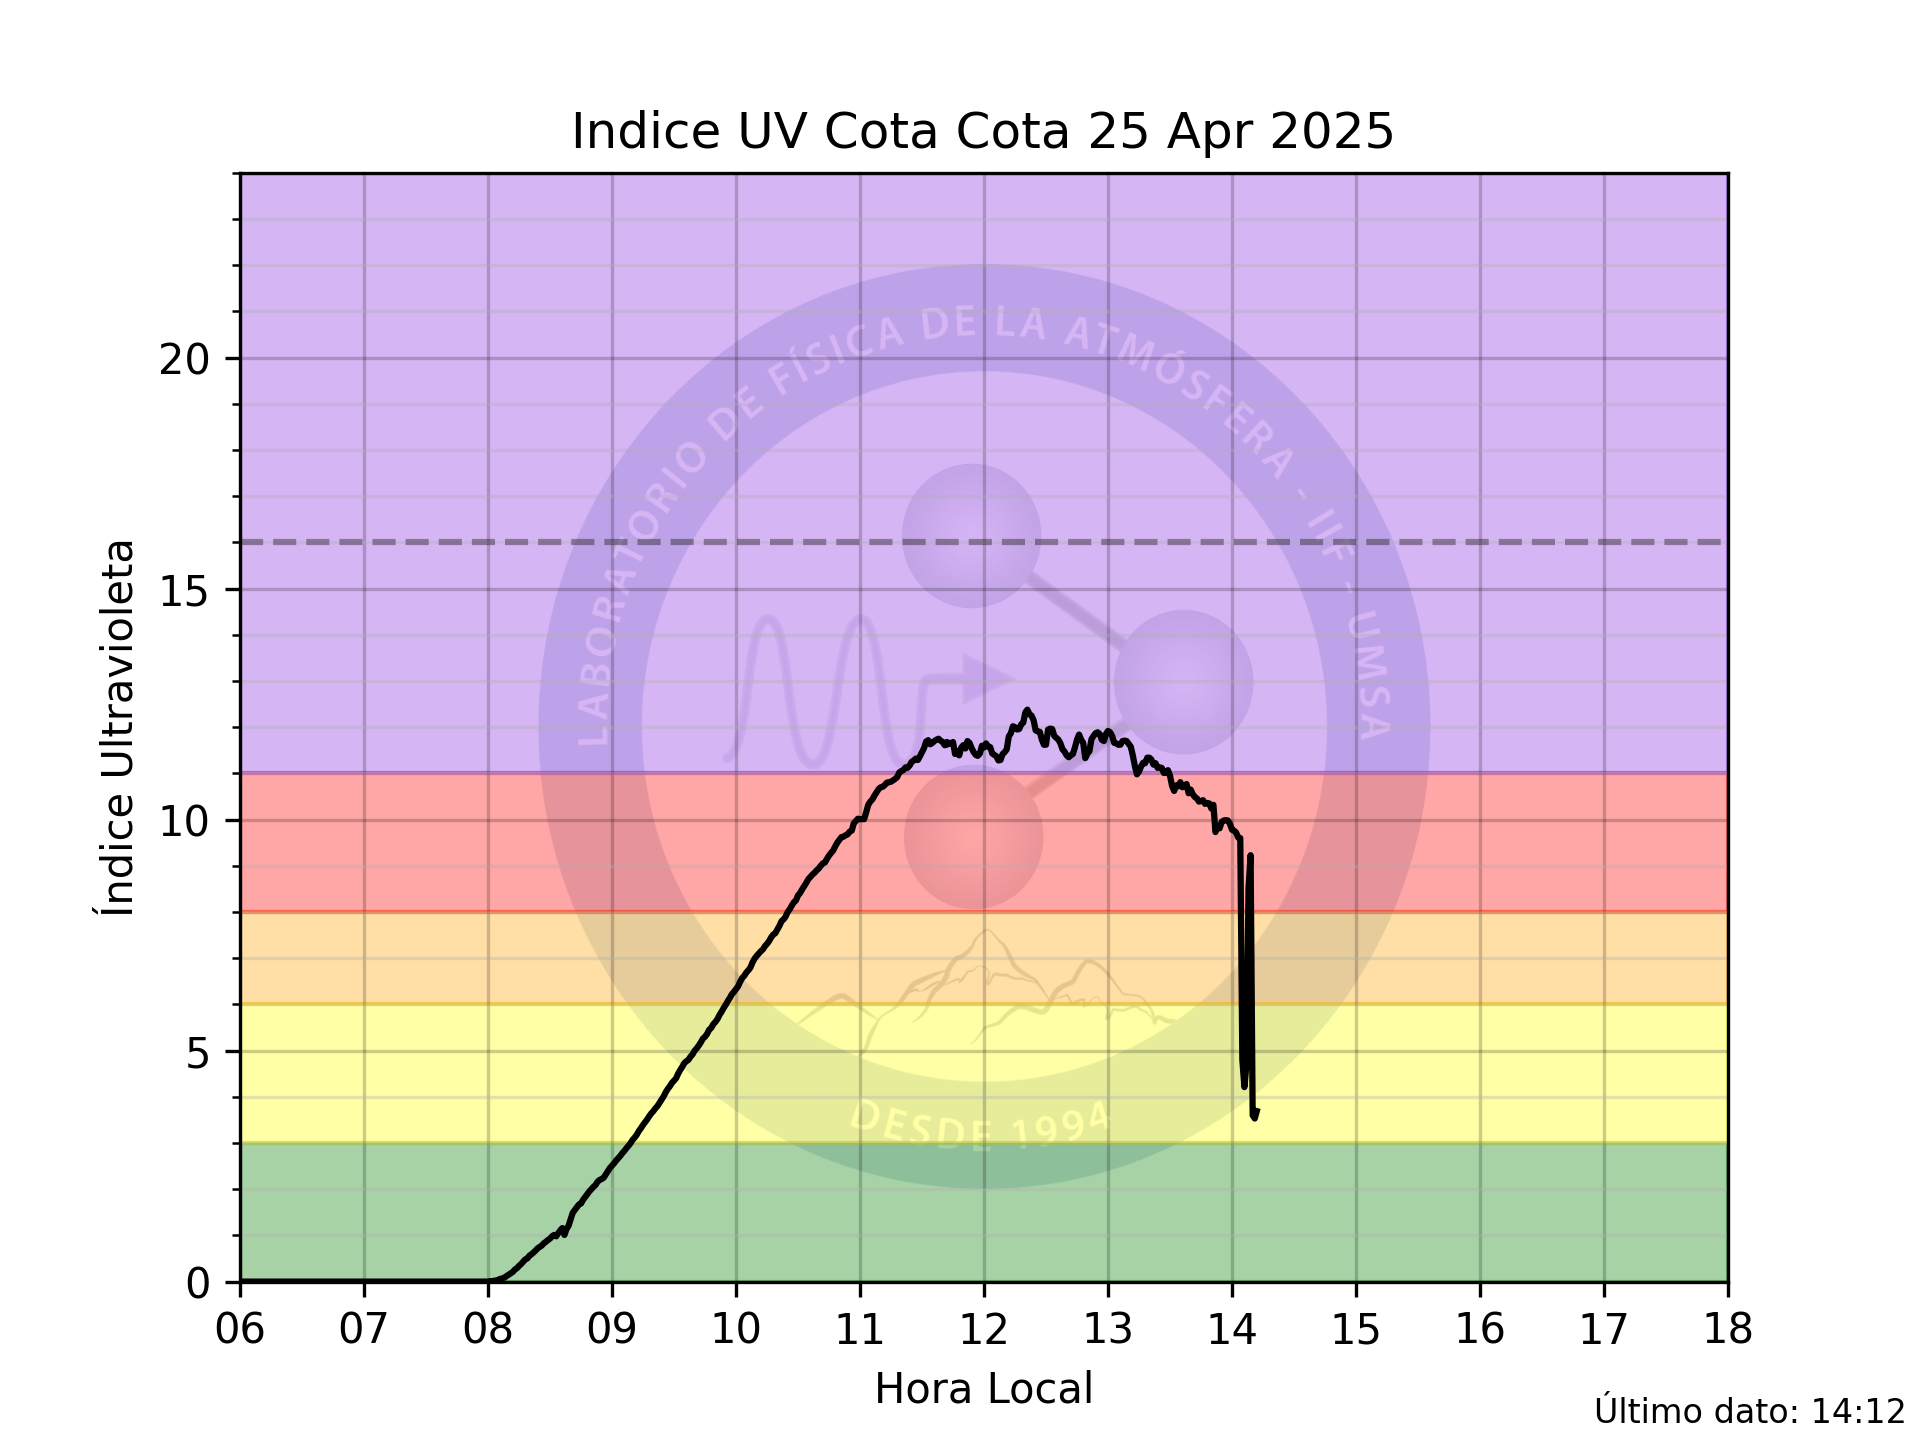 Indice UV Cota Cota 25 Apr 2025
LABORATORIO DE FÍSICA DE LA ATMÓSFERA - IIF - UMSA
DESDE 1994
Índice Ultravioleta
20
15
10
5
0
06 07 08 09 10 11 12 13 14 15 16 17 18
Hora Local
Último dato: 14:12